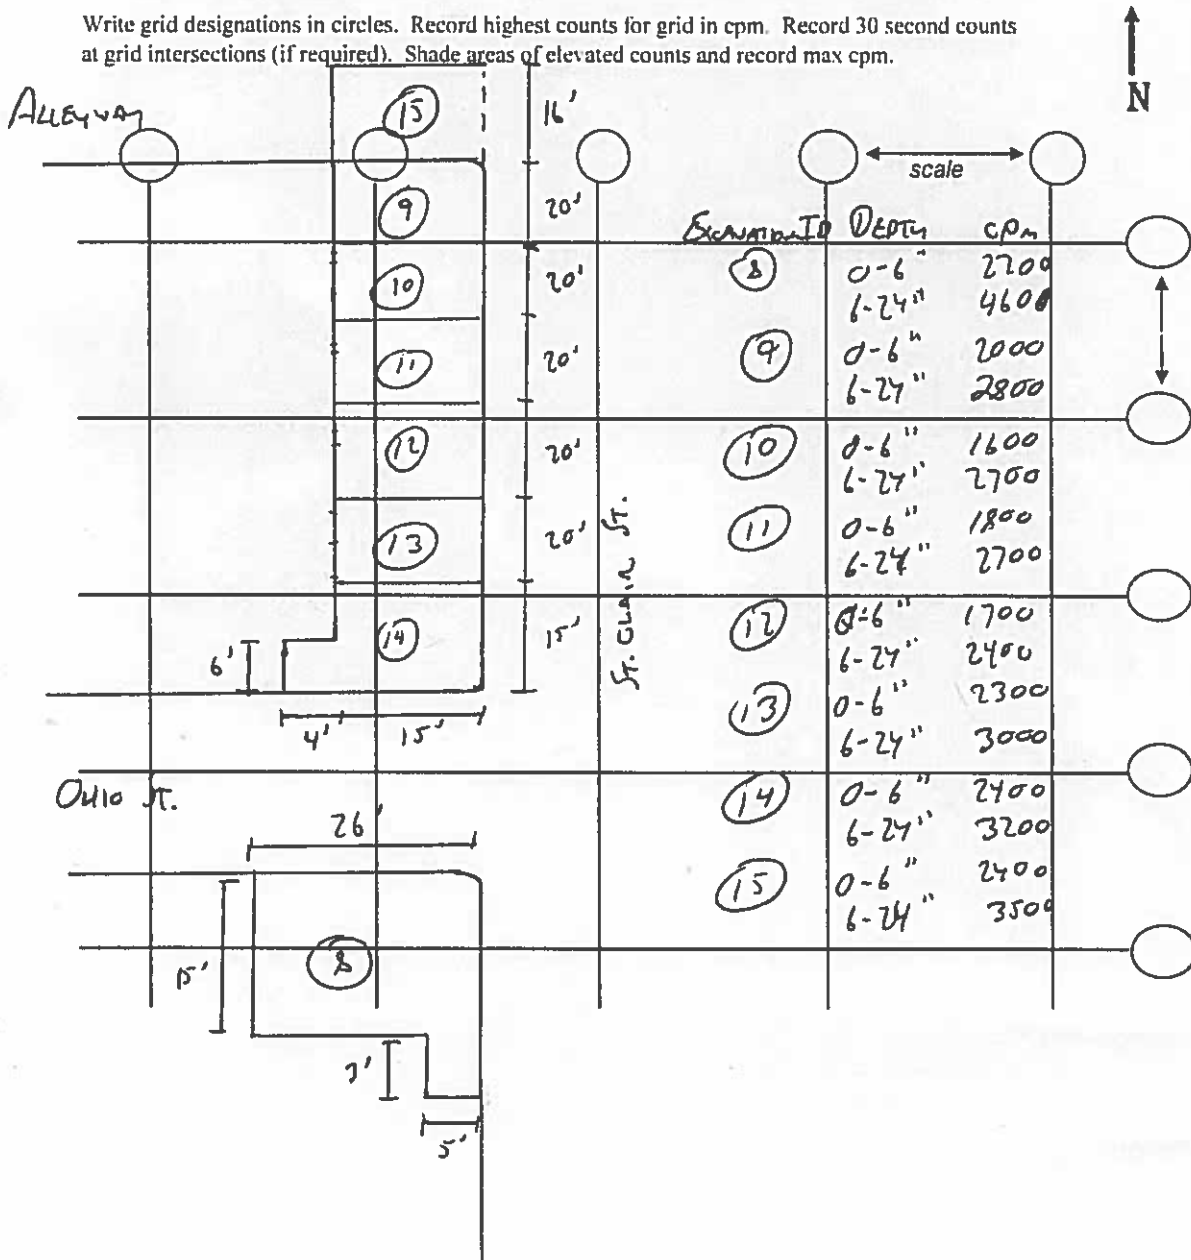 Write grid designations in circles. Record highest counts for grid in cpm. Record 30 second counts
at grid intersections (if required). Shade areas of elevated counts and record max cpm.
N
ALLEYWAY
15
16'
scale
9
20'
10
20'
11
20'
12
20'
13
20'
14
15'
6'
4'
15'
ST. CLAIR ST.
EXCAVATION ID DEPTH CPM
8 0-6" 2200
6-24" 4600
9 0-6" 2000
6-24" 2800
10 0-6" 1600
6-24" 2700
11 0-6" 1800
6-24" 2700
12 0-6" 1700
6-24" 2400
13 0-6" 2300
6-24" 3000
14 0-6" 2400
6-24" 3200
15 0-6" 2400
6-24" 3500
OHIO ST.
26'
15'
8
5'